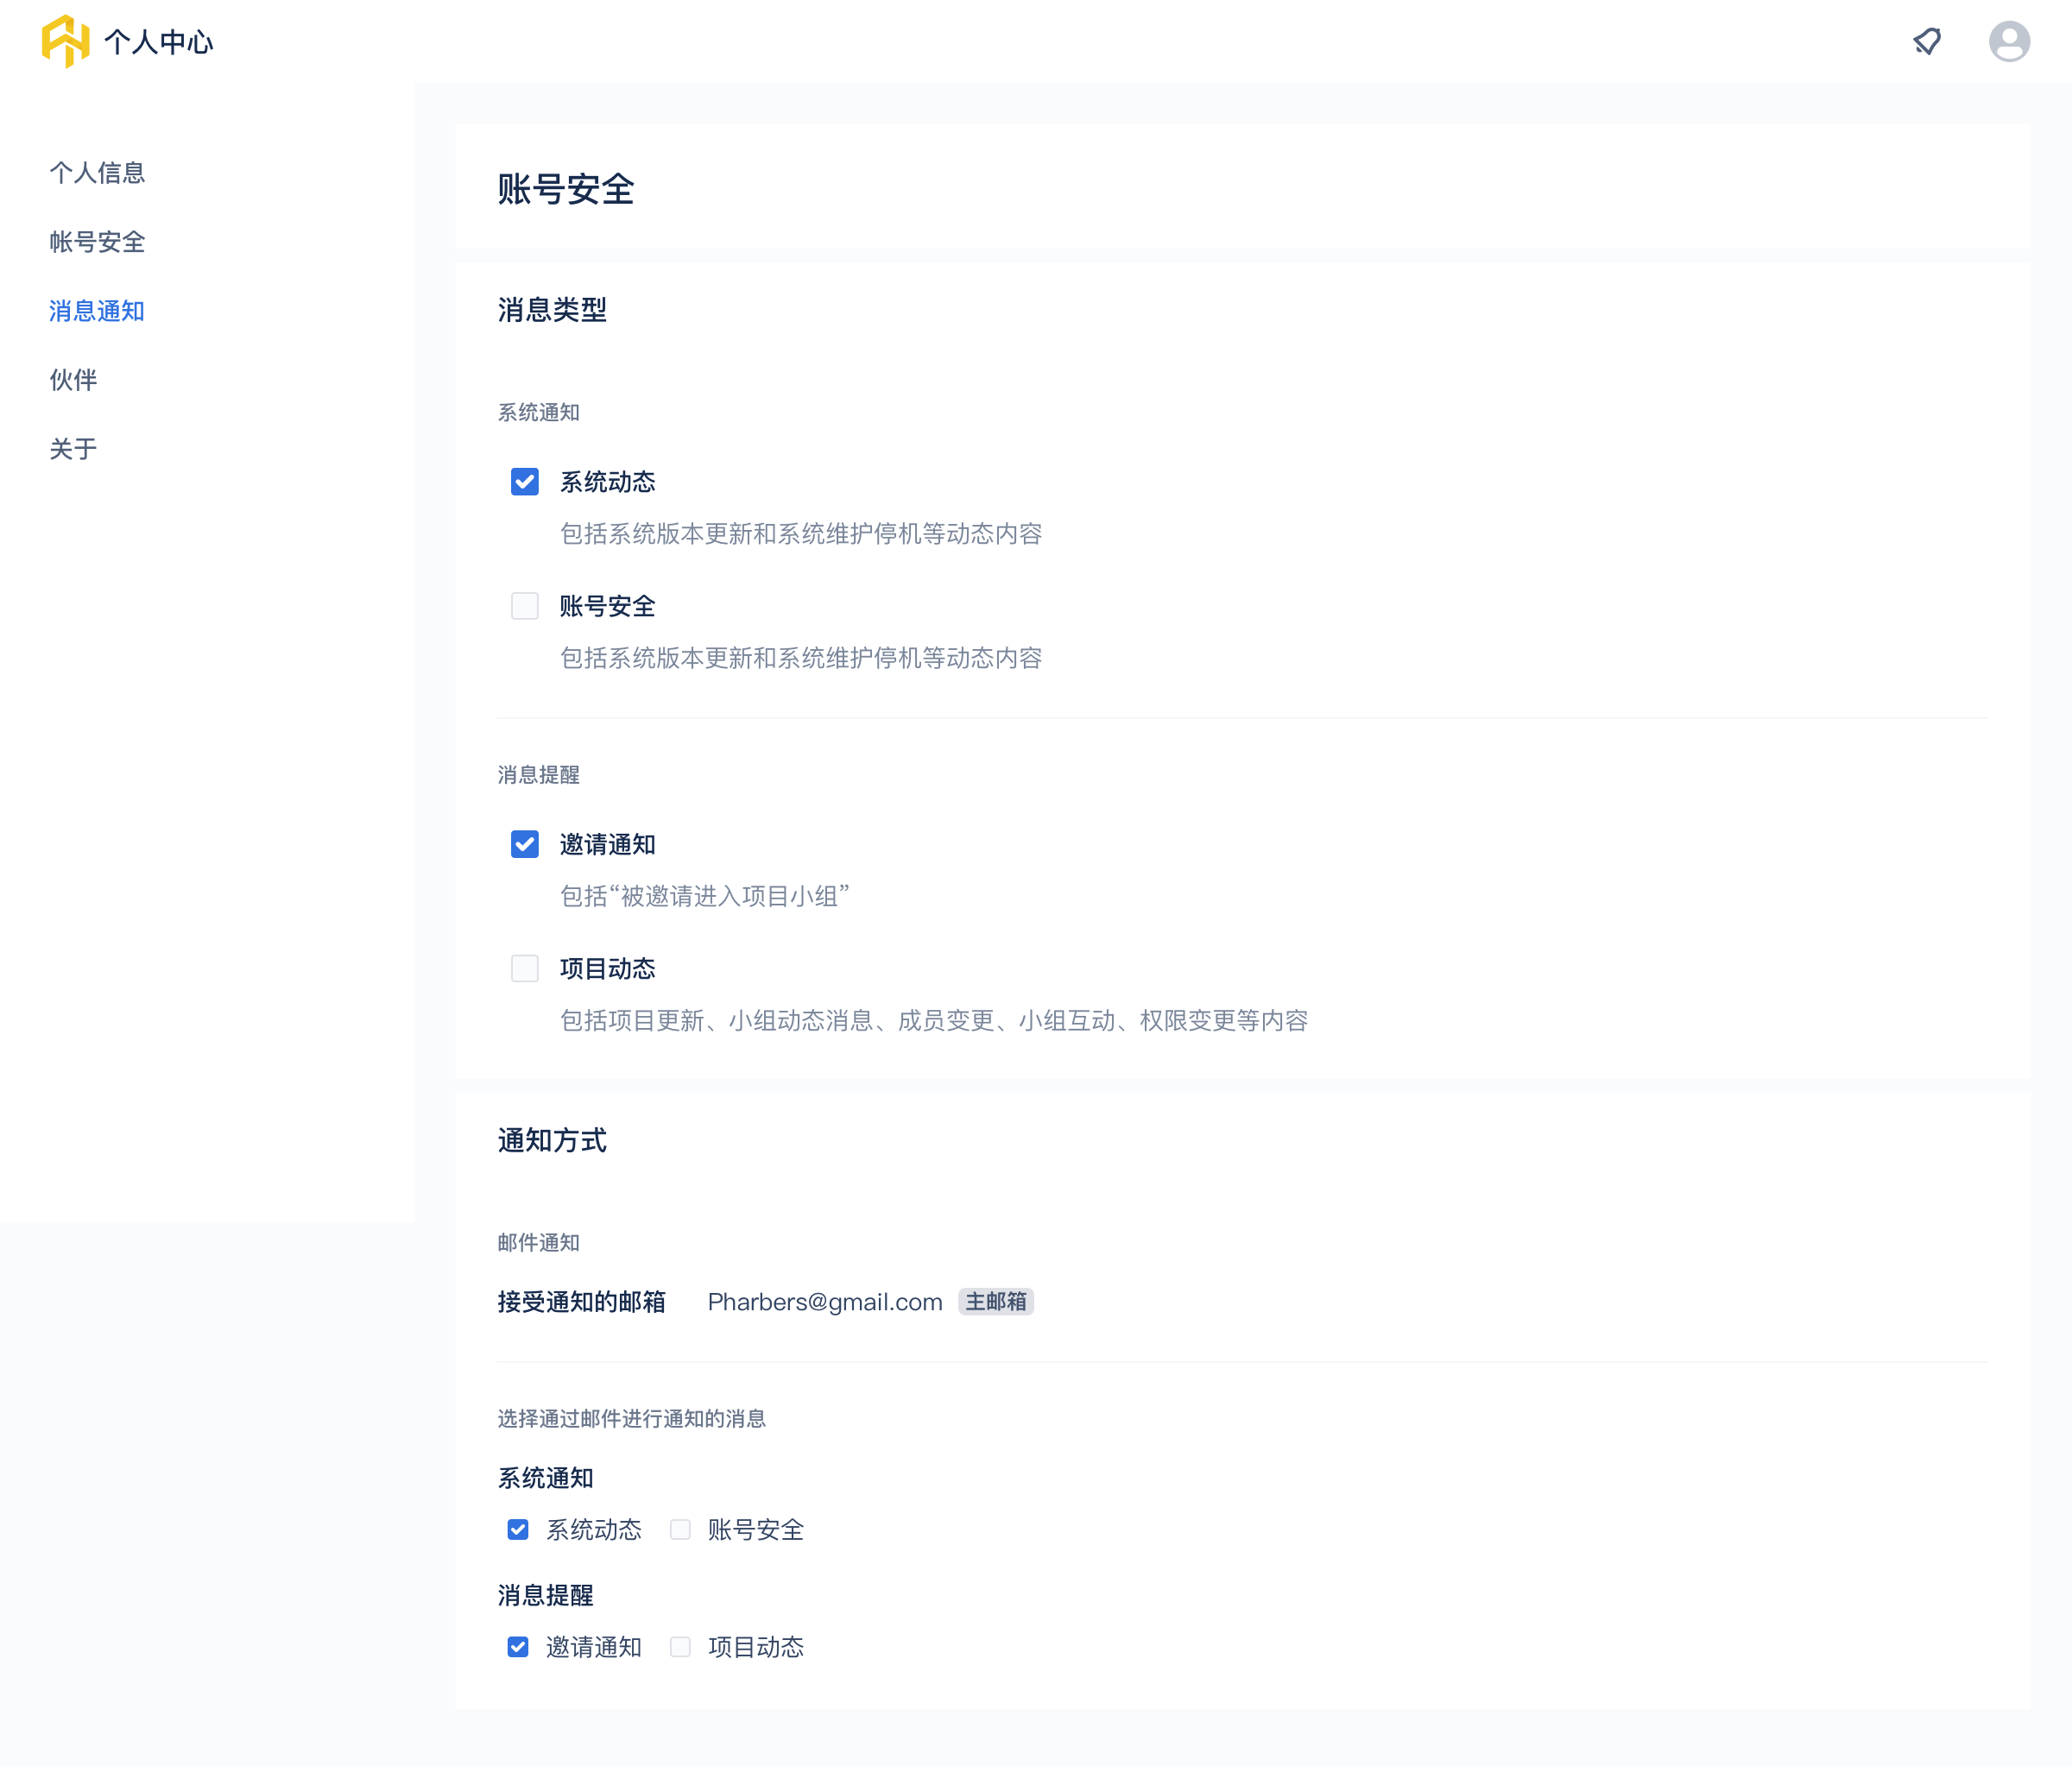 个人中心
个人信息
帐号安全
消息通知
伙伴
关于
账号安全
消息类型
系统通知
系统动态
包括系统版本更新和系统维护停机等动态内容
账号安全
包括系统版本更新和系统维护停机等动态内容
消息提醒
邀请通知
包括“被邀请进入项目小组”
项目动态
包括项目更新、小组动态消息、成员变更、小组互动、权限变更等内容
通知方式
邮件通知
接受通知的邮箱 Pharbers@gmail.com 主邮箱
选择通过邮件进行通知的消息
系统通知
系统动态 账号安全
消息提醒
邀请通知 项目动态